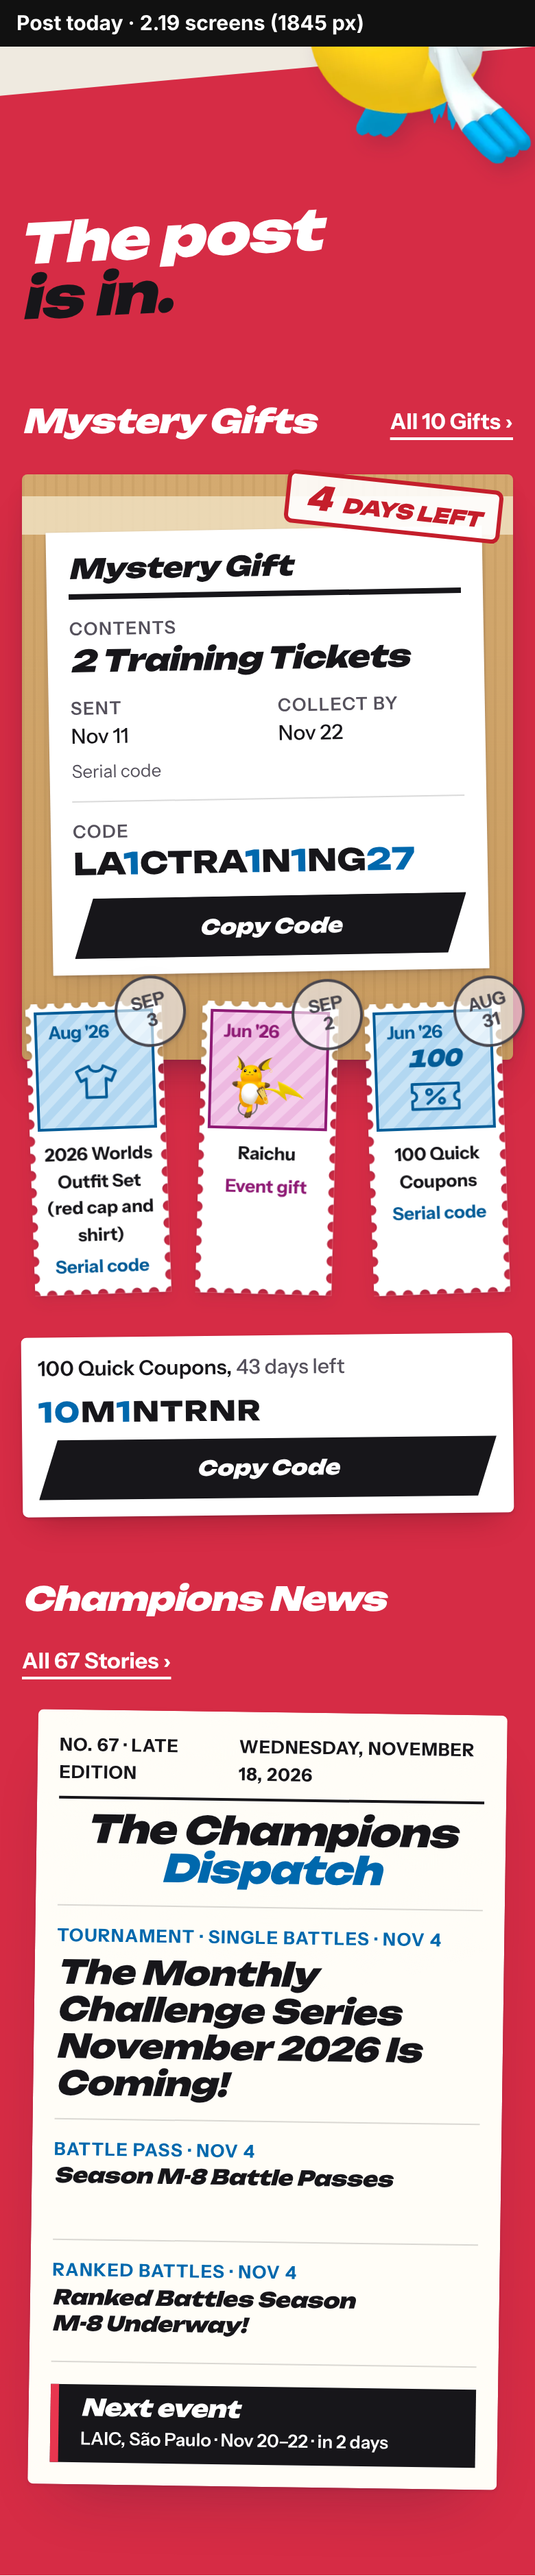 Post today · 2.19 screens (1845 px)
The post
is in.
Mystery Gifts
All 10 Gifts ›
4 DAYS LEFT
Mystery Gift
CONTENTS
2 Training Tickets
SENT
COLLECT BY
Nov 11
Nov 22
Serial code
CODE
LA1CTRA1N1NG27
Copy Code
SEP
3
Aug '26
2026 Worlds
Outfit Set
(red cap and
shirt)
Serial code
SEP
2
Jun '26
Raichu
Event gift
AUG
31
Jun '26
100
%
100 Quick
Coupons
Serial code
100 Quick Coupons, 43 days left
10M1NTRNR
Copy Code
Champions News
All 67 Stories ›
NO. 67 · LATE
EDITION
WEDNESDAY, NOVEMBER
18, 2026
The Champions
Dispatch
TOURNAMENT · SINGLE BATTLES · NOV 4
The Monthly
Challenge Series
November 2026 Is
Coming!
BATTLE PASS · NOV 4
Season M-8 Battle Passes
RANKED BATTLES · NOV 4
Ranked Battles Season
M-8 Underway!
Next event
LAIC, São Paulo · Nov 20–22 · in 2 days